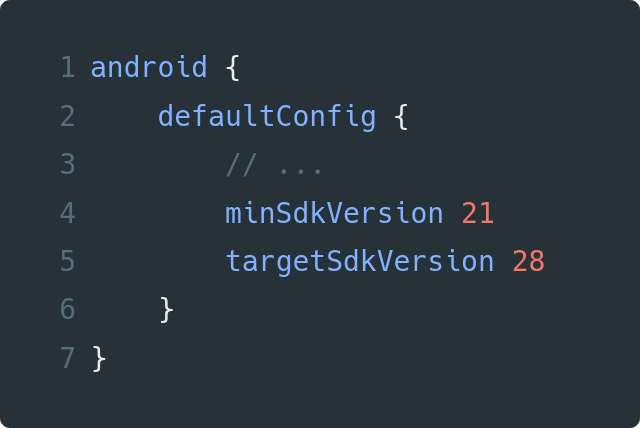 1 android {
2     defaultConfig {
3         // ...
4         minSdkVersion 21
5         targetSdkVersion 28
6     }
7 }